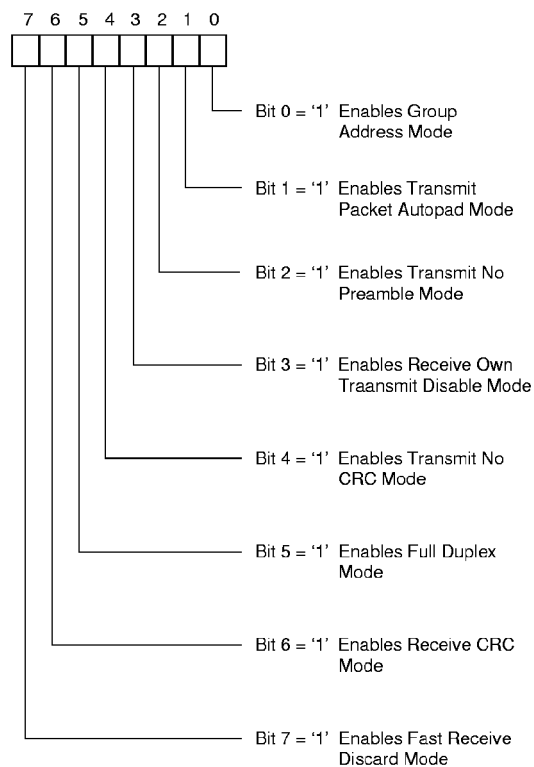 7 6 5 4 3 2 1 0
Bit 0 = '1' Enables Group
Address Mode
Bit 1 = '1' Enables Transmit
Packet Autopad Mode
Bit 2 = '1' Enables Transmit No
Preamble Mode
Bit 3 = '1' Enables Receive Own
Traansmit Disable Mode
Bit 4 = '1' Enables Transmit No
CRC Mode
Bit 5 = '1' Enables Full Duplex
Mode
Bit 6 = '1' Enables Receive CRC
Mode
Bit 7 = '1' Enables Fast Receive
Discard Mode